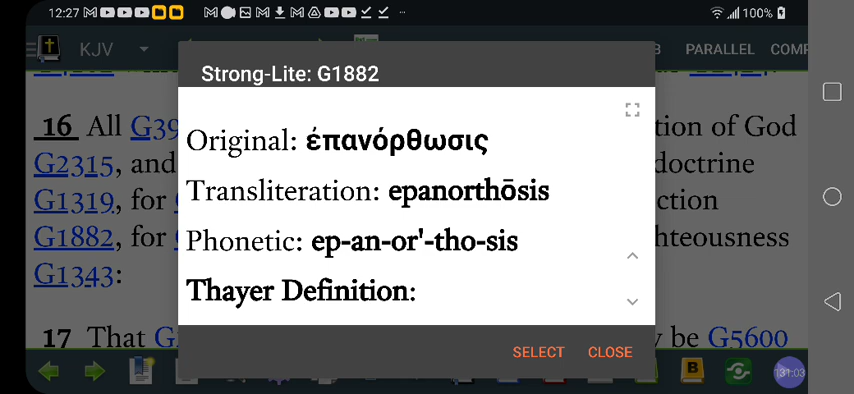 12:27 100%
KJV PARALLEL
Strong-Lite: G1882
Original: ἐπανόρθωσις
Transliteration: epanorthōsis
Phonetic: ep-an-or'-tho-sis
Thayer Definition:
SELECT CLOSE
16 All tion of God
G2315, and doctrine
G1319, for ction
G1882, for hteousness
G1343:
17 That be G5600
131:03